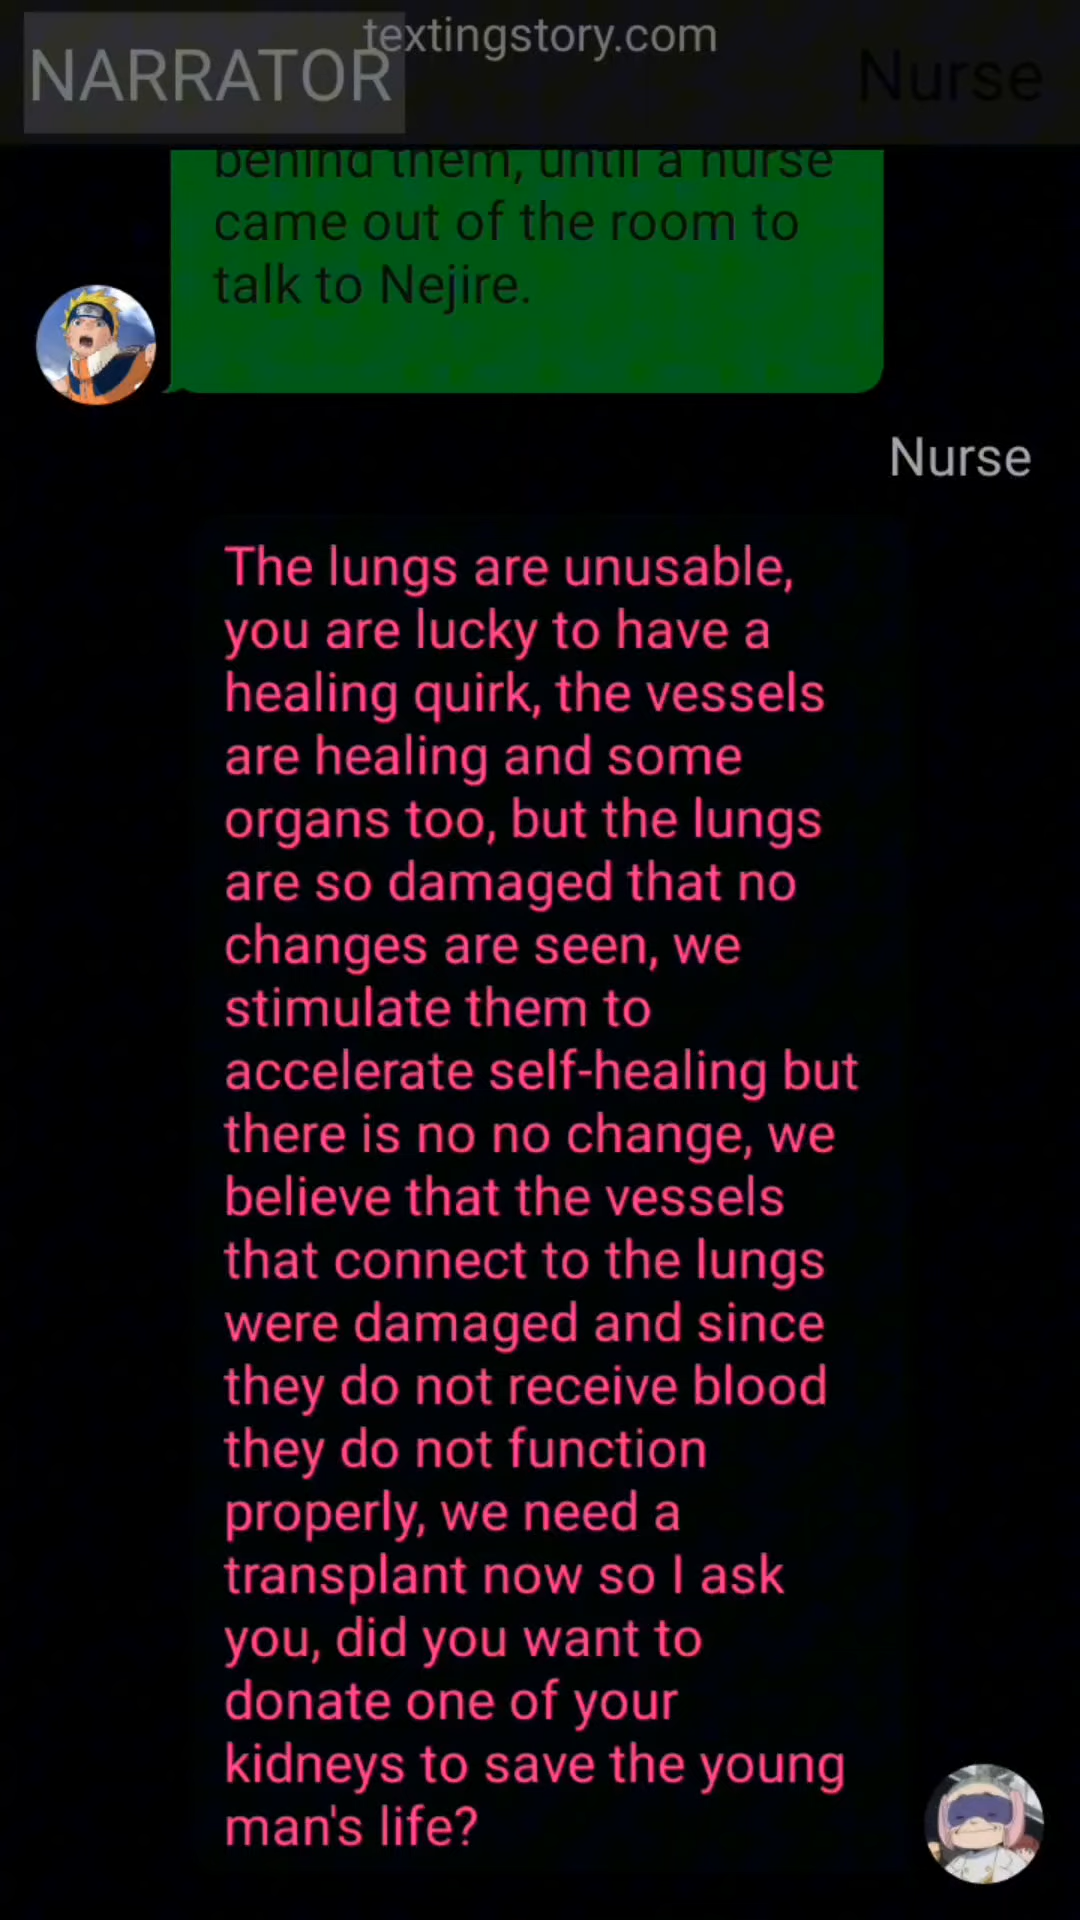 textingstory.com
NARRATOR
Nurse
behind them, until a nurse
came out of the room to
talk to Nejire.
Nurse
The lungs are unusable,
you are lucky to have a
healing quirk, the vessels
are healing and some
organs too, but the lungs
are so damaged that no
changes are seen, we
stimulate them to
accelerate self-healing but
there is no no change, we
believe that the vessels
that connect to the lungs
were damaged and since
they do not receive blood
they do not function
properly, we need a
transplant now so I ask
you, did you want to
donate one of your
kidneys to save the young
man's life?